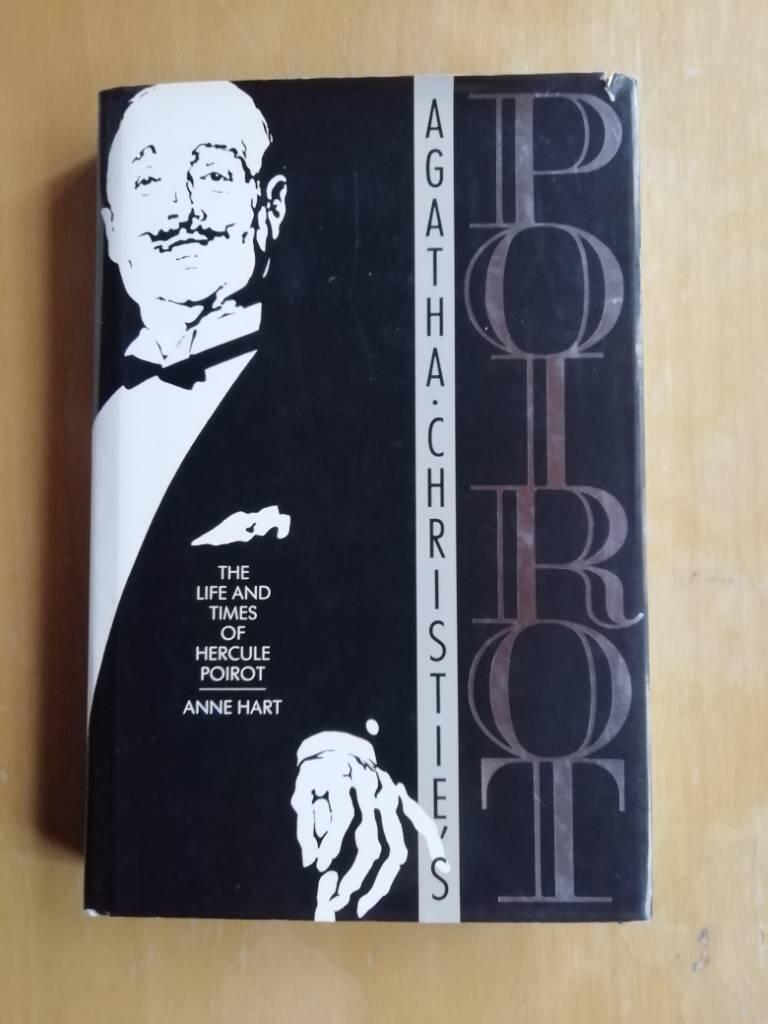 AGATHA·CHRISTIE'S
POIROT
THE
LIFE AND
TIMES
OF
HERCULE
POIROT
ANNE HART